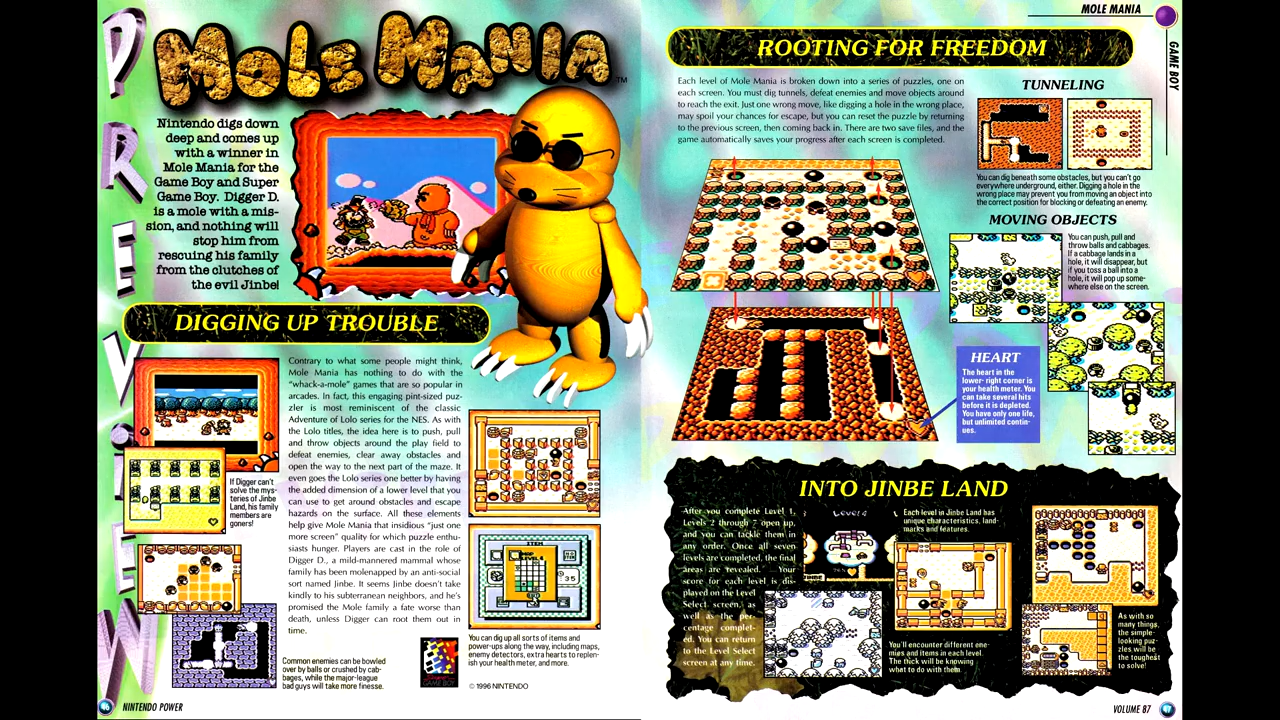 PREVIEW
MOLE MANIA™
Nintendo digs down
deep and comes up
with a winner in
Mole Mania for the
Game Boy and Super
Game Boy. Digger D.
is a mole with a mis-
sion, and nothing will
stop him from
rescuing his family
from the clutches of
the evil Jinbe!
DIGGING UP TROUBLE
Contrary to what some people might think,
Mole Mania has nothing to do with the
"whack-a-mole" games that are so popular in
arcades. In fact, this engaging pint-sized puz-
zler is most reminiscent of the classic
Adventure of Lolo series for the NES. As with
the Lolo titles, the idea here is to push, pull
and throw objects around the play field to
defeat enemies, clear away obstacles and
open the way to the next part of the maze. It
even goes the Lolo series one better by having
the added dimension of a lower level that you
can use to get around obstacles and escape
hazards on the surface. All these elements
help give Mole Mania that insidious "just one
more screen" quality for which puzzle enthu-
siasts hunger. Players are cast in the role of
Digger D., a mild-mannered mammal whose
family has been molenapped by an anti-social
sort named Jinbe. It seems Jinbe doesn't take
kindly to his subterranean neighbors, and he's
promised the Mole family a fate worse than
death, unless Digger can root them out in
time.
If Digger can't
solve the mys-
teries of Jinbe
Land, his family
members are
goners!
Common enemies can be bowled
over by balls or crushed by cab-
bages, while the major-league
bad guys will take more finesse.
ITEM
35
You can dig up all sorts of items and
power-ups along the way, including maps,
enemy detectors, extra hearts to replen-
ish your health meter, and more.
GAME BOY
© 1996 NINTENDO
46 NINTENDO POWER
MOLE MANIA
GAME BOY
ROOTING FOR FREEDOM
Each level of Mole Mania is broken down into a series of puzzles, one on
each screen. You must dig tunnels, defeat enemies and move objects around
to reach the exit. Just one wrong move, like digging a hole in the wrong place,
may spoil your chances for escape, but you can reset the puzzle by returning
to the previous screen, then coming back in. There are two save files, and the
game automatically saves your progress after each screen is completed.
TUNNELING
You can dig beneath some obstacles, but you can't go
everywhere underground, either. Digging a hole in the
wrong place may prevent you from moving an object into
the correct position for blocking or defeating an enemy.
MOVING OBJECTS
You can push, pull and
throw balls and cabbages.
If a cabbage lands in a
hole, it will disappear, but
if you toss a ball into a
hole, it will pop up some-
where else on the screen.
HEART
The heart in the
lower- right corner is
your health meter. You
can take several hits
before it is depleted.
You have only one life,
but unlimited contin-
ues.
INTO JINBE LAND
After you complete Level 1,
Levels 2 through 7 open up,
and you can tackle them in
any order. Once all seven
levels are completed, the final
areas are revealed. Your
score for each level is dis-
played on the Level
Select screen, as
well as the per-
centage complet-
ed. You can return
to the Level Select
screen at any time.
Level 4
Each level in Jinbe Land has
unique characteristics, land-
marks and features.
You'll encounter different ene-
mies and items in each level.
The thick will be knowing
what to do with them.
As with so
many things,
the simple-
looking puz-
zles will be
the toughest
to solve!
VOLUME 87 47